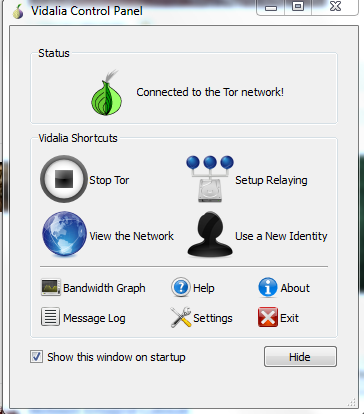 Vidalia Control Panel
Status
Connected to the Tor network!
Vidalia Shortcuts
Stop Tor
Setup Relaying
View the Network
Use a New Identity
Bandwidth Graph
Help
About
Message Log
Settings
Exit
Show this window on startup
Hide